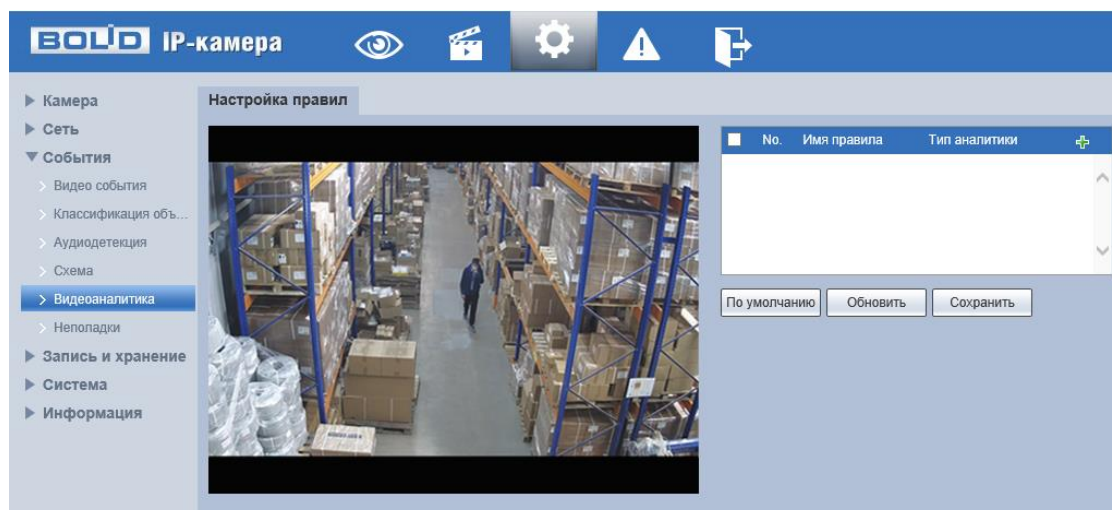 BOLID IP-камера
Камера
Сеть
События
Видео события
Классификация объ...
Аудиодетекция
Схема
Видеоаналитика
Неполадки
Запись и хранение
Система
Информация
Настройка правил
No. Имя правила Тип аналитики
По умолчанию Обновить Сохранить